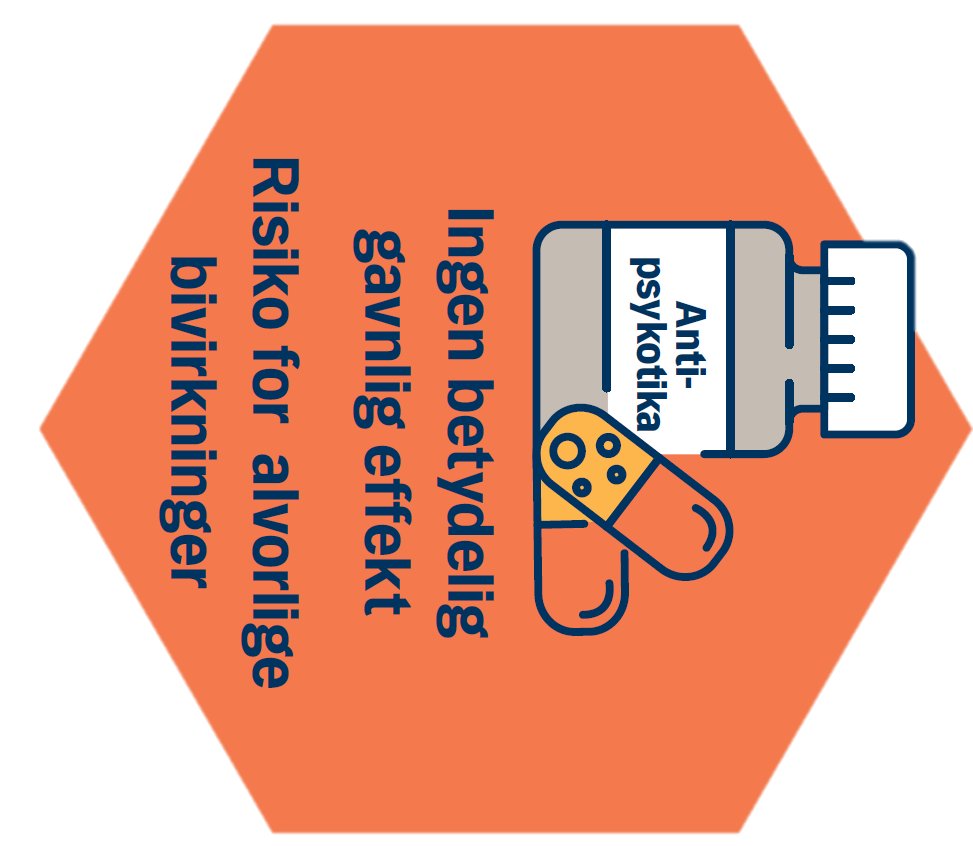 Anti-
psykotika
Ingen betydelig
gavnlig effekt
Risiko for alvorlige
bivirkninger